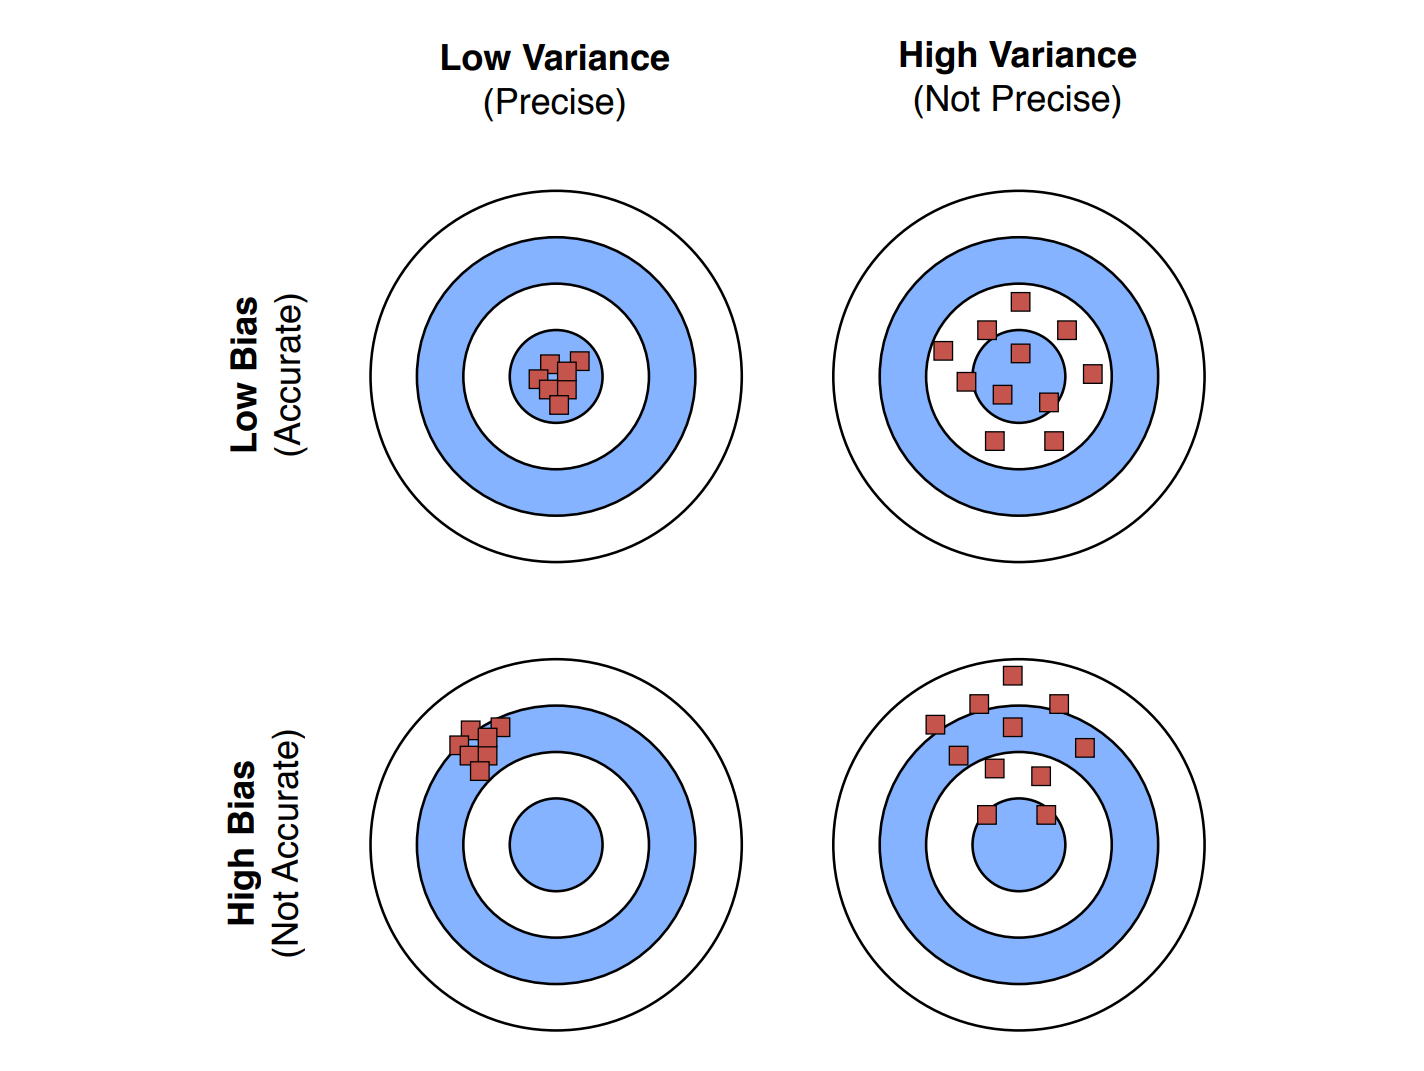 Low Variance
(Precise)
High Variance
(Not Precise)
Low Bias
(Accurate)
High Bias
(Not Accurate)